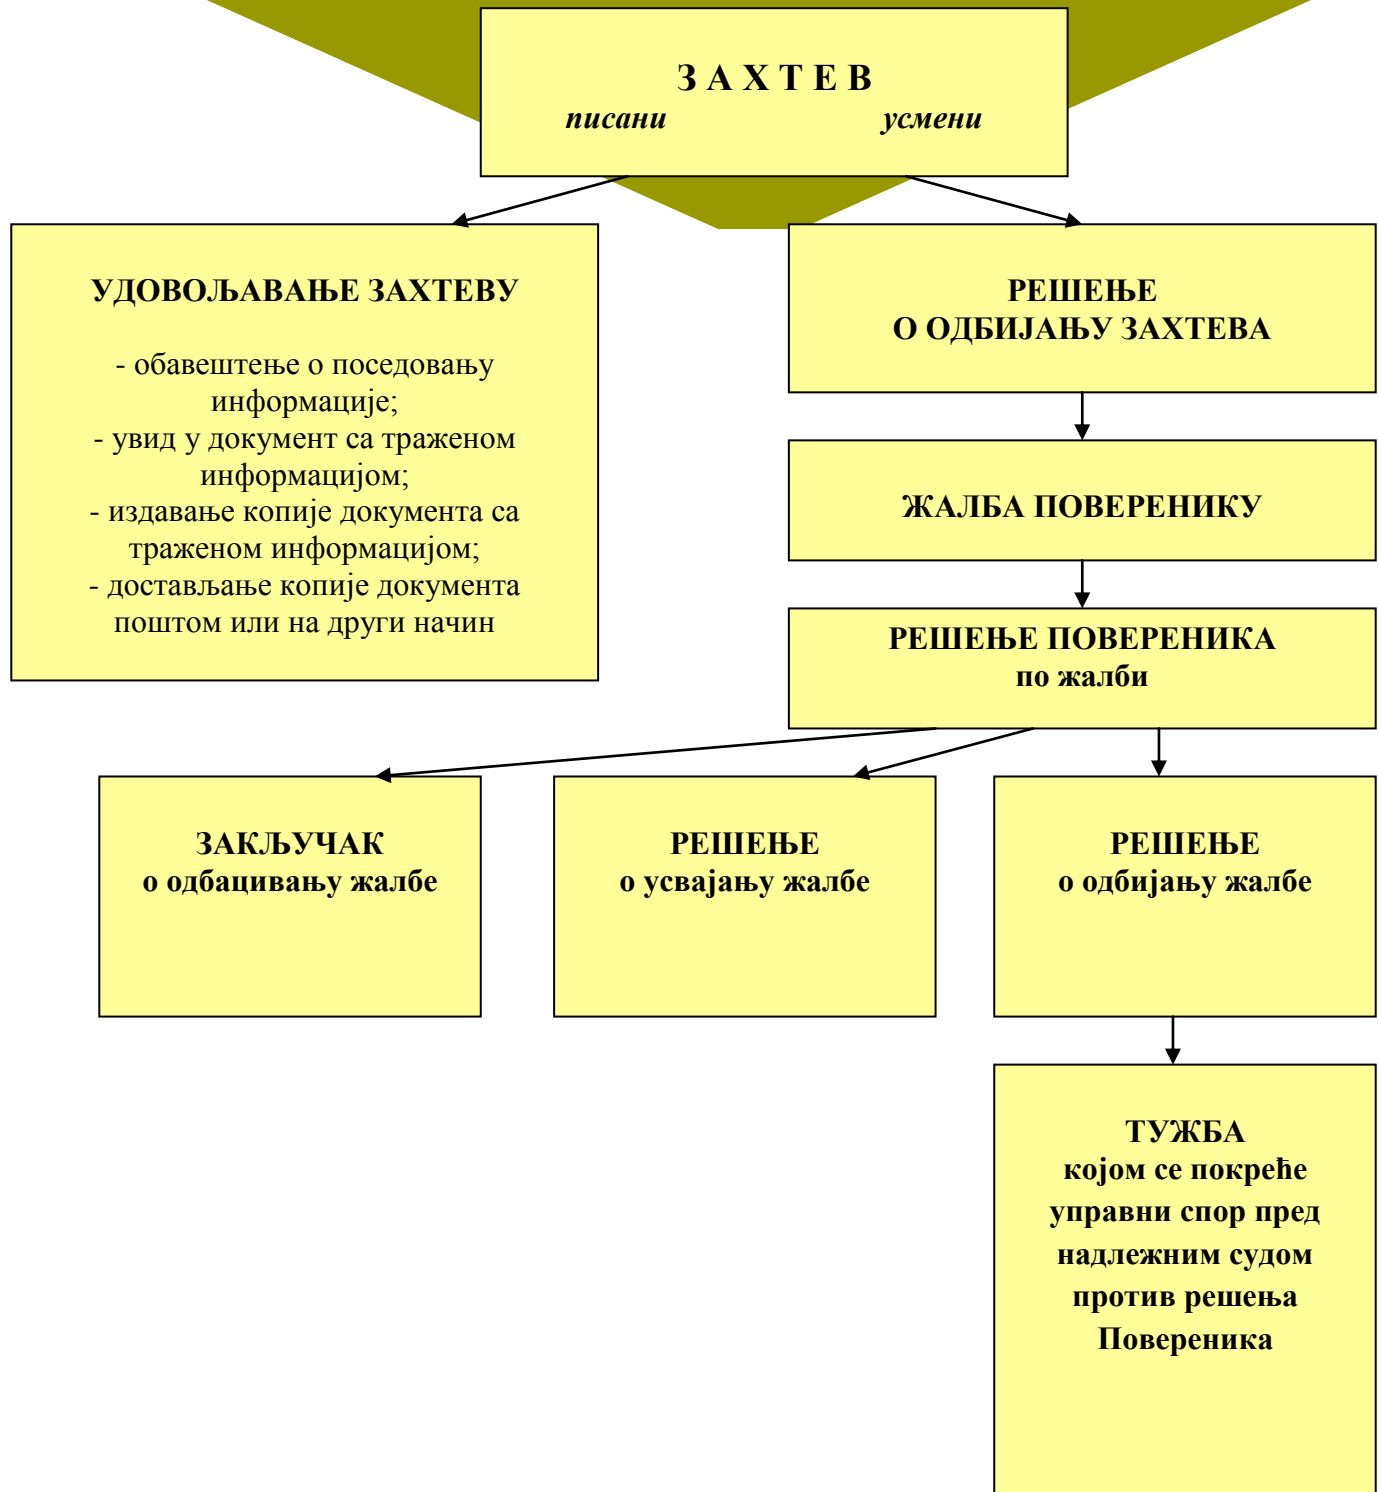 З А Х Т Е В
писани усмени
УДОВОЉАВАЊЕ ЗАХТЕВУ
- обавештење о поседовању
информације;
- увид у документ са траженом
информацијом;
- издавање копије документа са
траженом информацијом;
- достављање копије документа
поштом или на други начин
РЕШЕЊЕ
О ОДБИЈАЊУ ЗАХТЕВА
ЖАЛБА ПОВЕРЕНИКУ
РЕШЕЊЕ ПОВЕРЕНИКА
по жалби
ЗАКЉУЧАК
о одбацивању жалбе
РЕШЕЊЕ
о усвајању жалбе
РЕШЕЊЕ
о одбијању жалбе
ТУЖБА
којом се покреће
управни спор пред
надлежним судом
против решења
Повереника